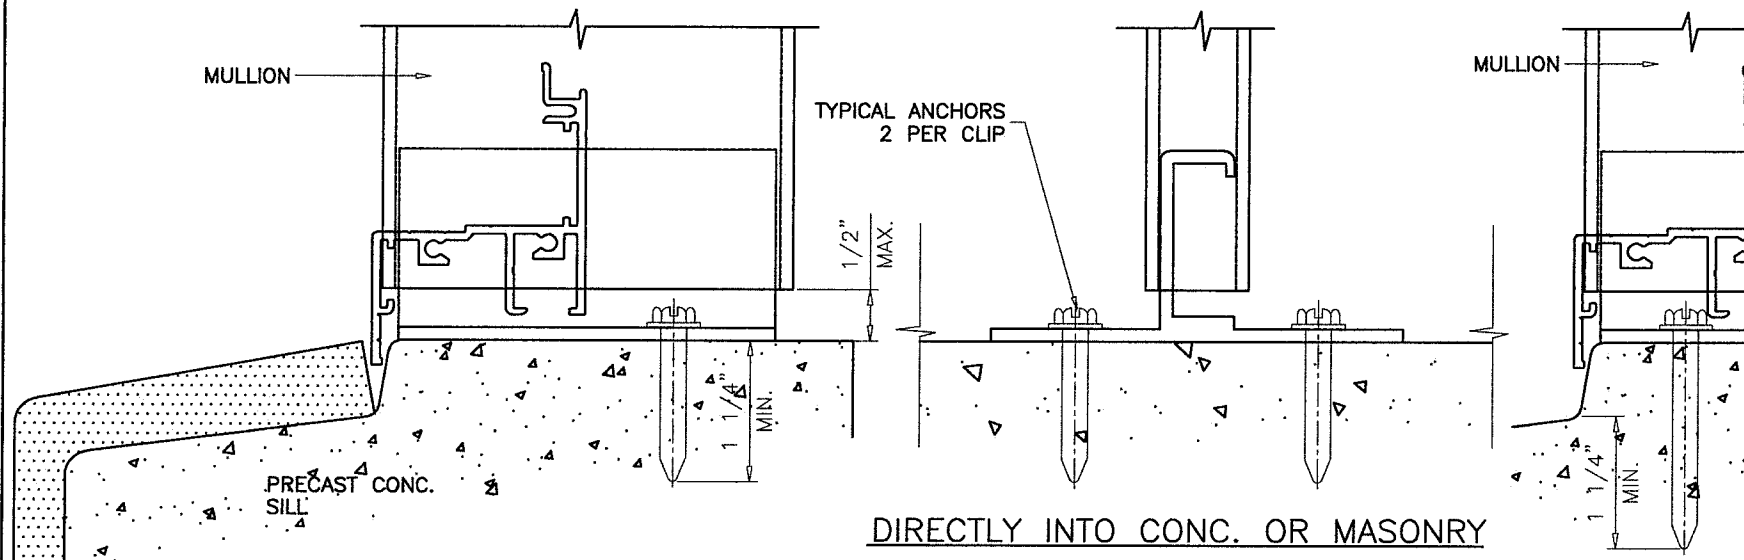 MULLION
TYPICAL ANCHORS
2 PER CLIP
1/2"
MAX.
1 1/4"
MIN.
PRECAST CONC.
SILL
DIRECTLY INTO CONC. OR MASONRY
MULLION
1 1/4"
MIN.